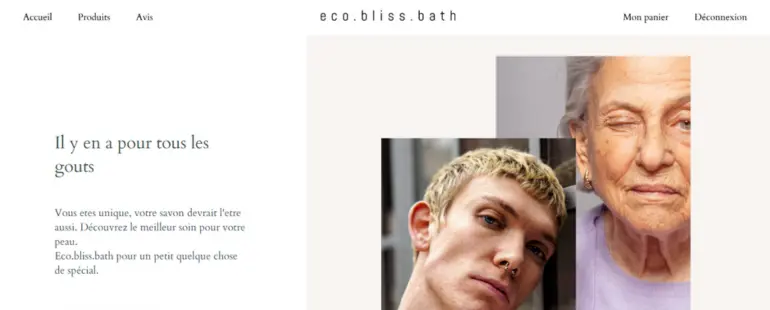 Accueil Produits Avis eco.bliss.bath Mon panier Déconnexion
Il y en a pour tous les
gouts
Vous etes unique, votre savon devrait l'etre
aussi. Découvrez le meilleur soin pour votre
peau.
Eco.bliss.bath pour un petit quelque chose
de spécial.